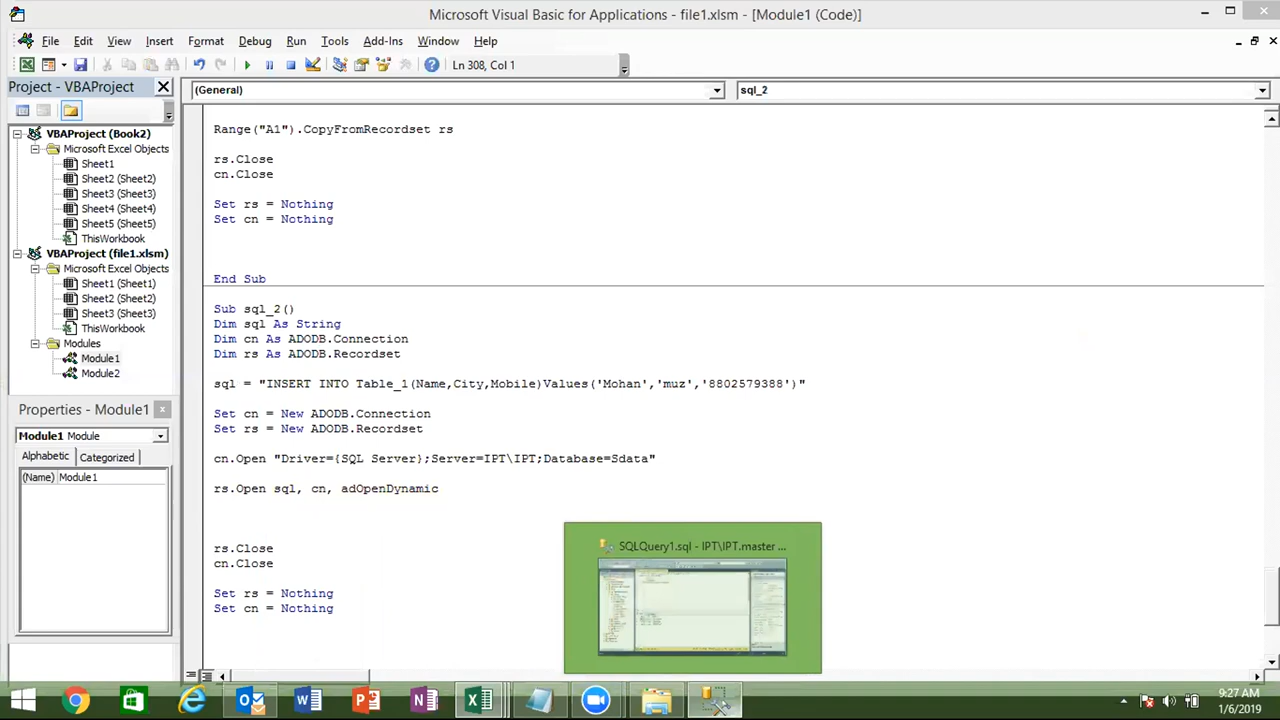 Microsoft Visual Basic for Applications - file1.xlsm - [Module1 (Code)]
File Edit View Insert Format Debug Run Tools Add-Ins Window Help
Ln 308, Col 1
Project - VBAProject
(General)
sql_2
VBAProject (Book2)
Microsoft Excel Objects
Sheet1
Sheet2 (Sheet2)
Sheet3 (Sheet3)
Sheet4 (Sheet4)
Sheet5 (Sheet5)
ThisWorkbook
VBAProject (file1.xlsm)
Microsoft Excel Objects
Sheet1 (Sheet1)
Sheet2 (Sheet2)
Sheet3 (Sheet3)
ThisWorkbook
Modules
Module1
Module2
Properties - Module1
Module1 Module
Alphabetic Categorized
(Name) Module1
Range("A1").CopyFromRecordset rs
rs.Close
cn.Close
Set rs = Nothing
Set cn = Nothing
End Sub
Sub sql_2()
Dim sql As String
Dim cn As ADODB.Connection
Dim rs As ADODB.Recordset
sql = "INSERT INTO Table_1(Name,City,Mobile)Values('Mohan','muz','8802579388')"
Set cn = New ADODB.Connection
Set rs = New ADODB.Recordset
cn.Open "Driver={SQL Server};Server=IPT\IPT;Database=Sdata"
rs.Open sql, cn, adOpenDynamic
rs.Close
cn.Close
Set rs = Nothing
Set cn = Nothing
SQLQuery1.sql - IPT\IPT.master ...
9:27 AM
1/6/2019